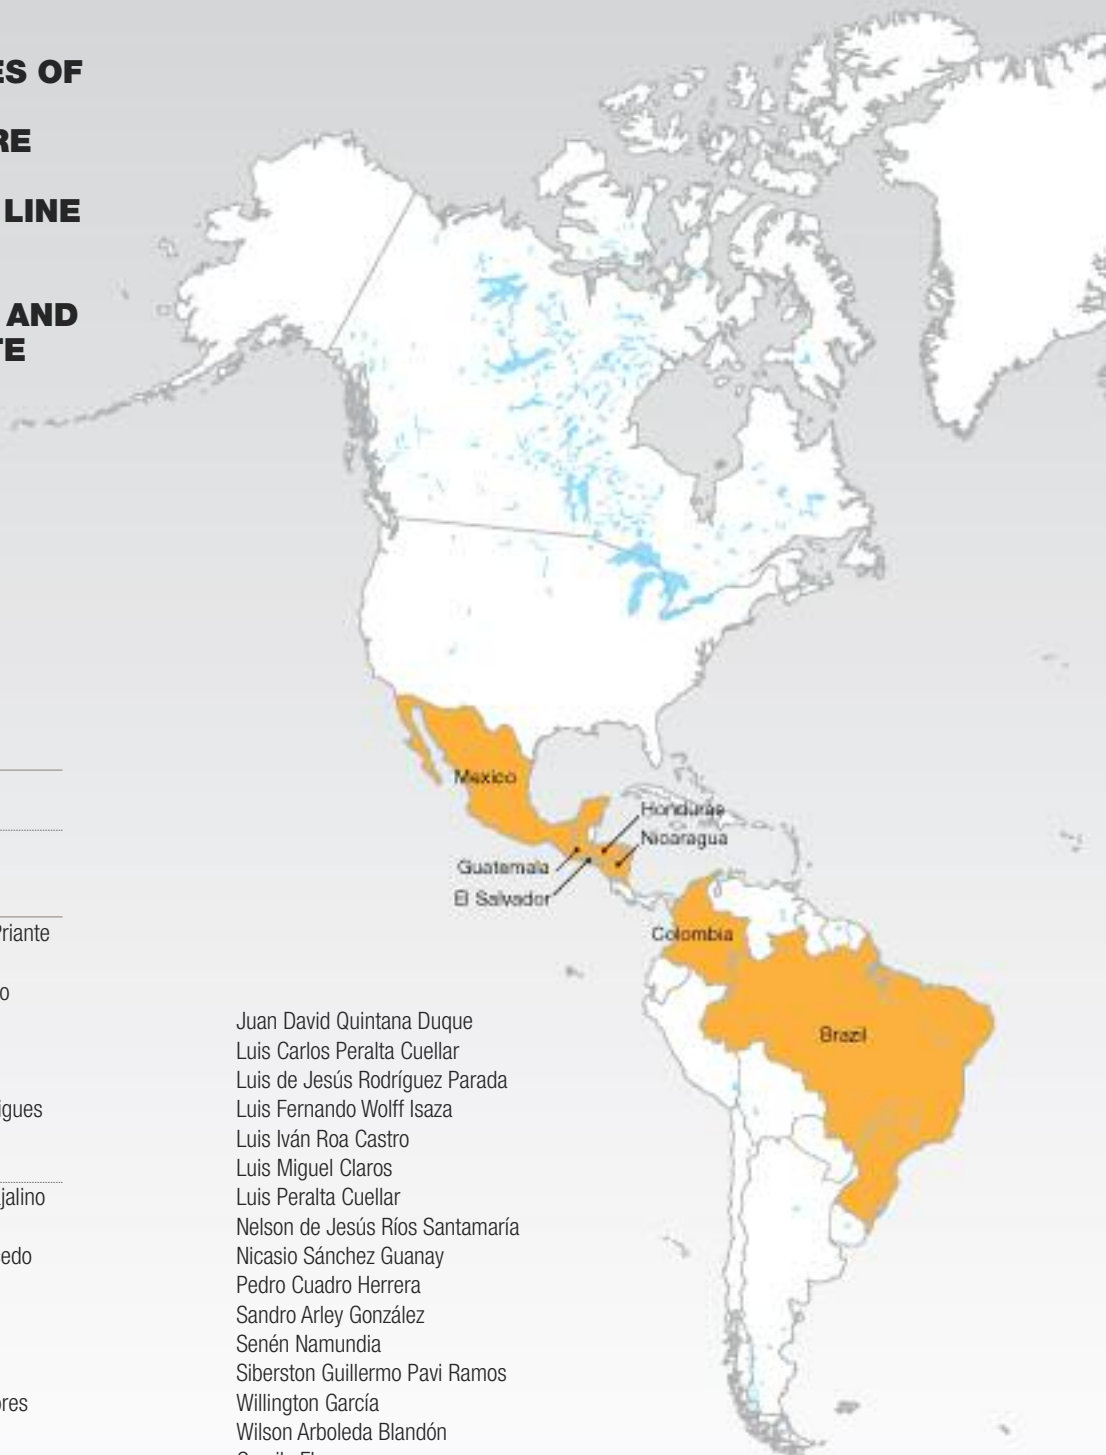 ES OF
RE
LINE
AND
TE
Priante
o
igues
jalino
edo
ores
Juan David Quintana Duque
Luis Carlos Peralta Cuellar
Luis de Jesús Rodríguez Parada
Luis Fernando Wolff Isaza
Luis Iván Roa Castro
Luis Miguel Claros
Luis Peralta Cuellar
Nelson de Jesús Ríos Santamaría
Nicasio Sánchez Guanay
Pedro Cuadro Herrera
Sandro Arley González
Senén Namundia
Siberston Guillermo Pavi Ramos
Willington García
Wilson Arboleda Blandón
Mexico
Honduras
Nicaragua
Guatemala
El Salvador
Colombia
Brazil